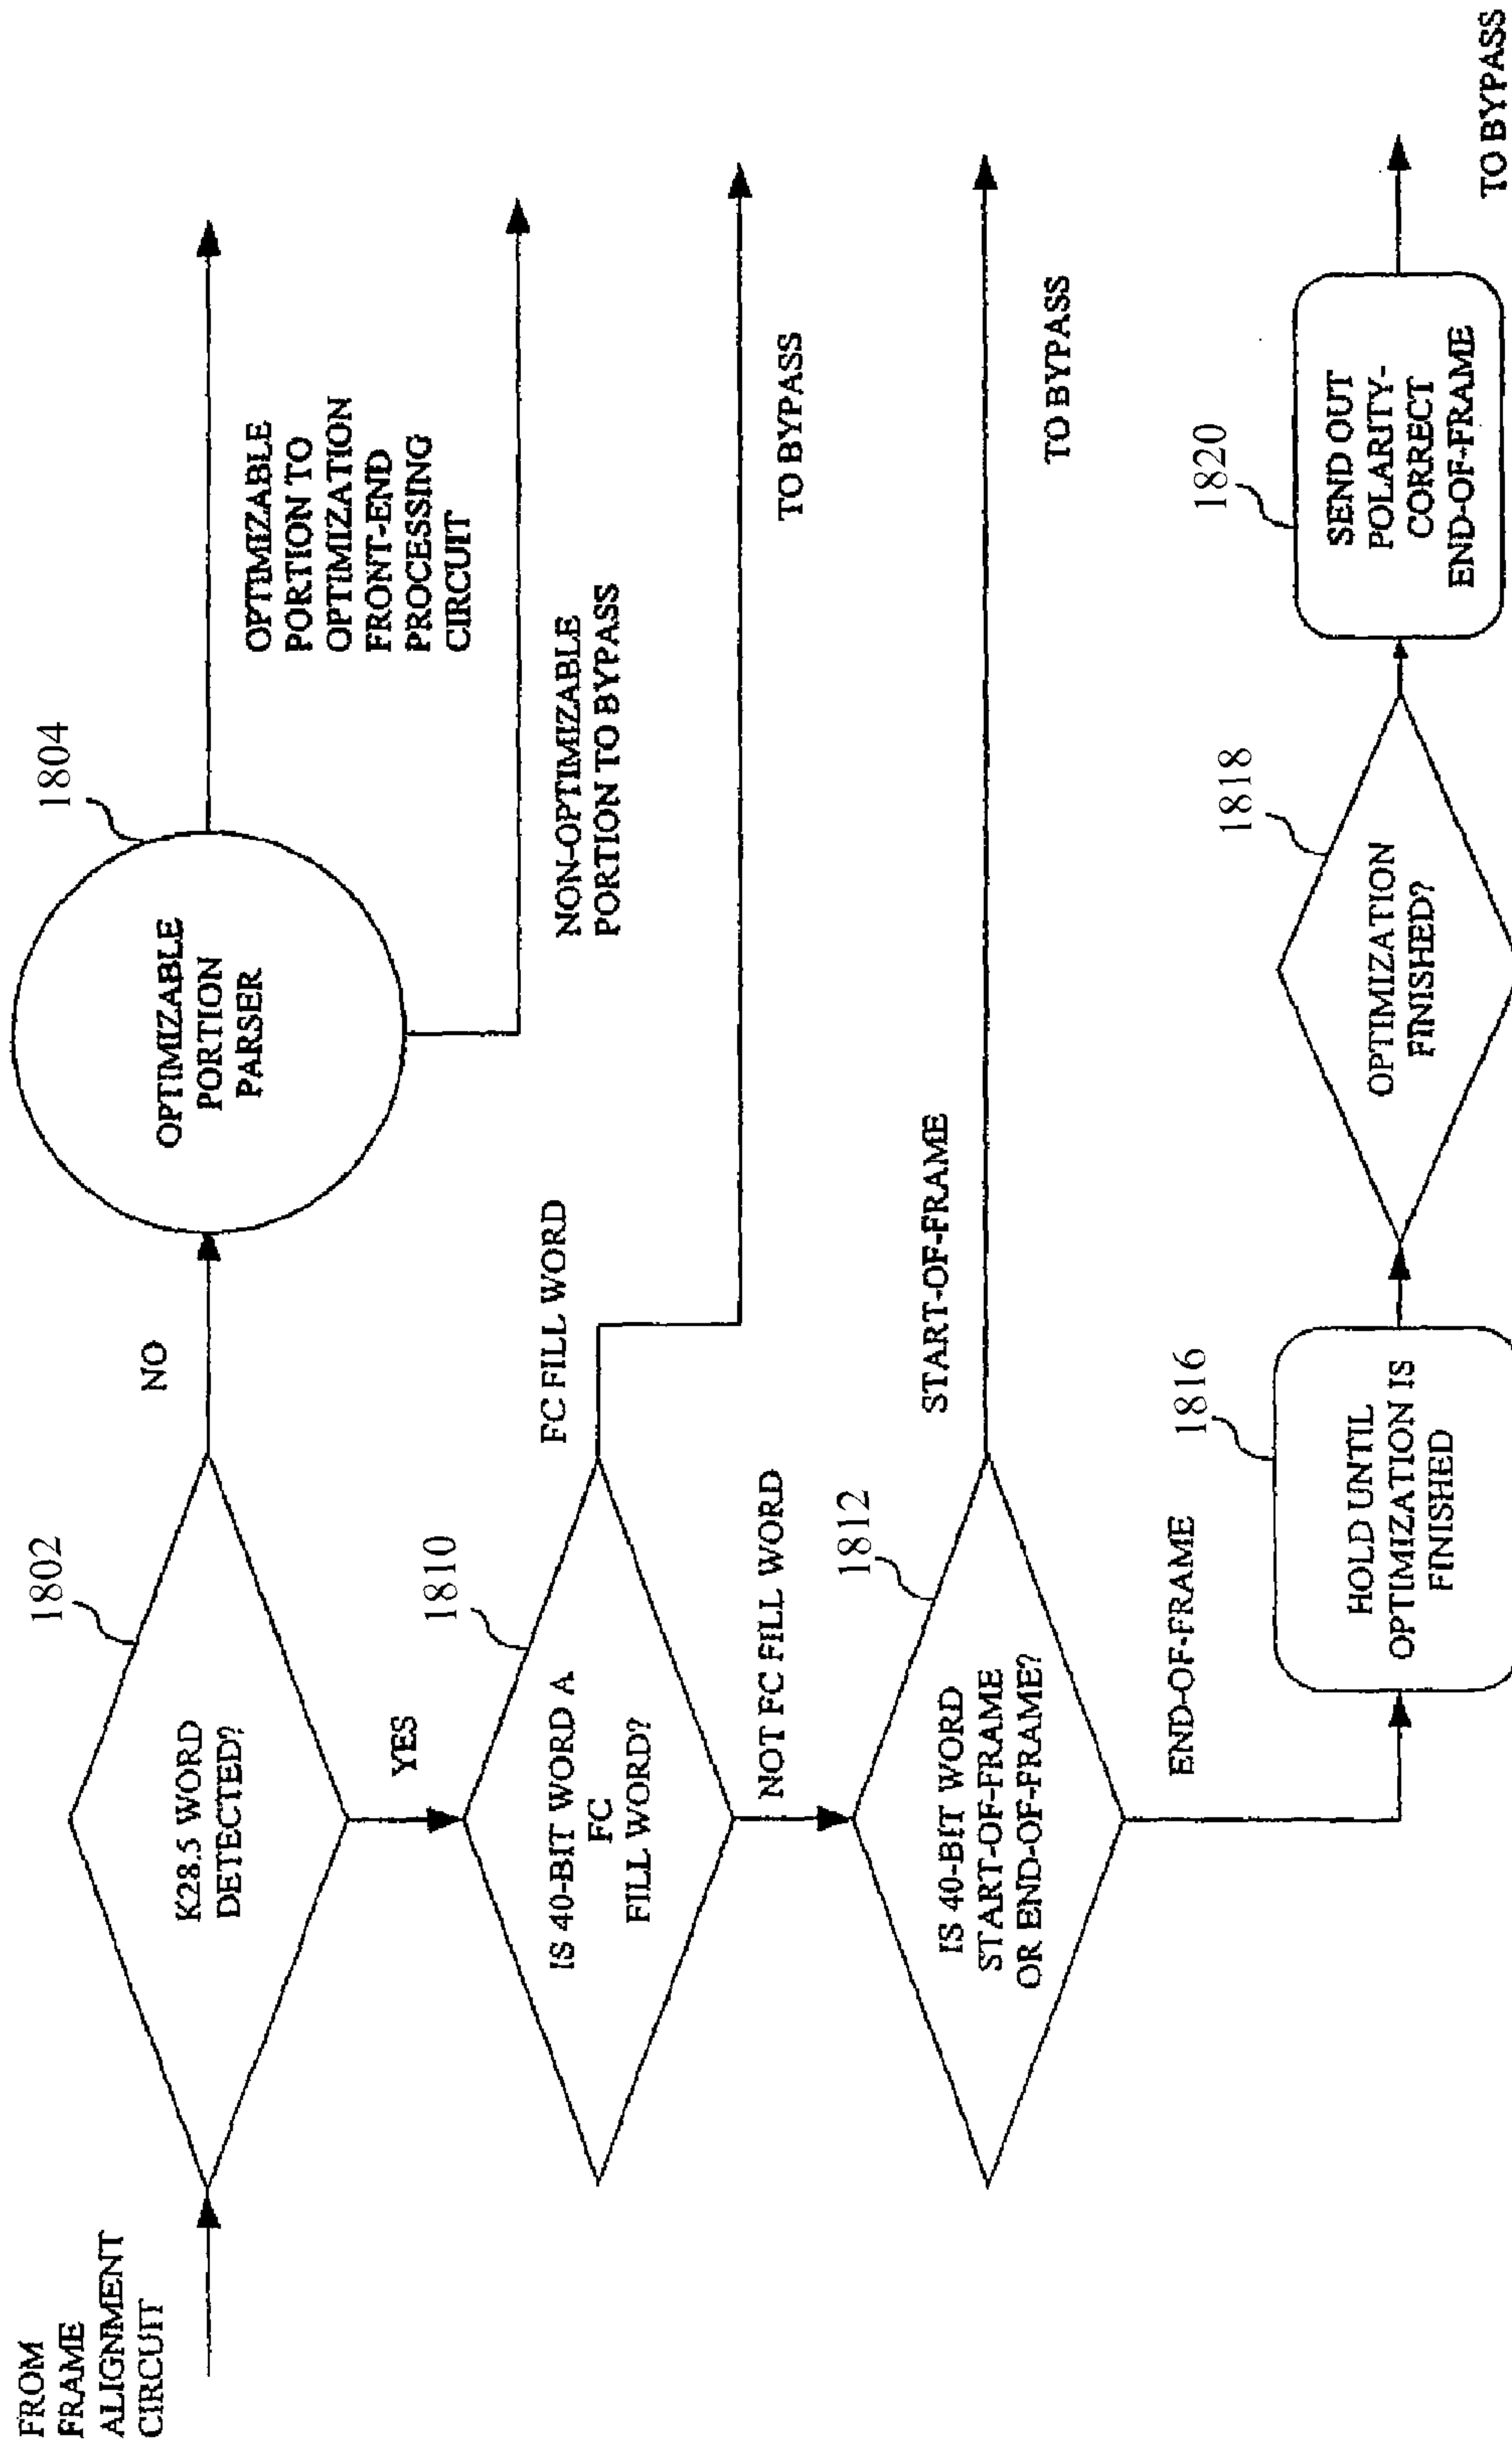 FROM
FRAME
ALIGNMENT
CIRCUIT
1802
K28.5 WORD
DETECTED?
NO
1804
OPTIMIZABLE
PORTION
PARSER
OPTIMIZABLE
PORTION TO
OPTIMIZATION
FRONT-END
PROCESSING
CIRCUIT
NON-OPTIMIZABLE
PORTION TO BYPASS
YES
1810
IS 40-BIT WORD A
FC
FILL WORD?
FC FILL WORD
TO BYPASS
NOT FC FILL WORD
1812
IS 40-BIT WORD
START-OF-FRAME
OR END-OF-FRAME?
START-OF-FRAME
TO BYPASS
END-OF-FRAME
1816
HOLD UNTIL
OPTIMIZATION IS
FINISHED
1818
OPTIMIZATION
FINISHED?
1820
SEND OUT
POLARITY-
CORRECT
END-OF-FRAME
TO BYPASS